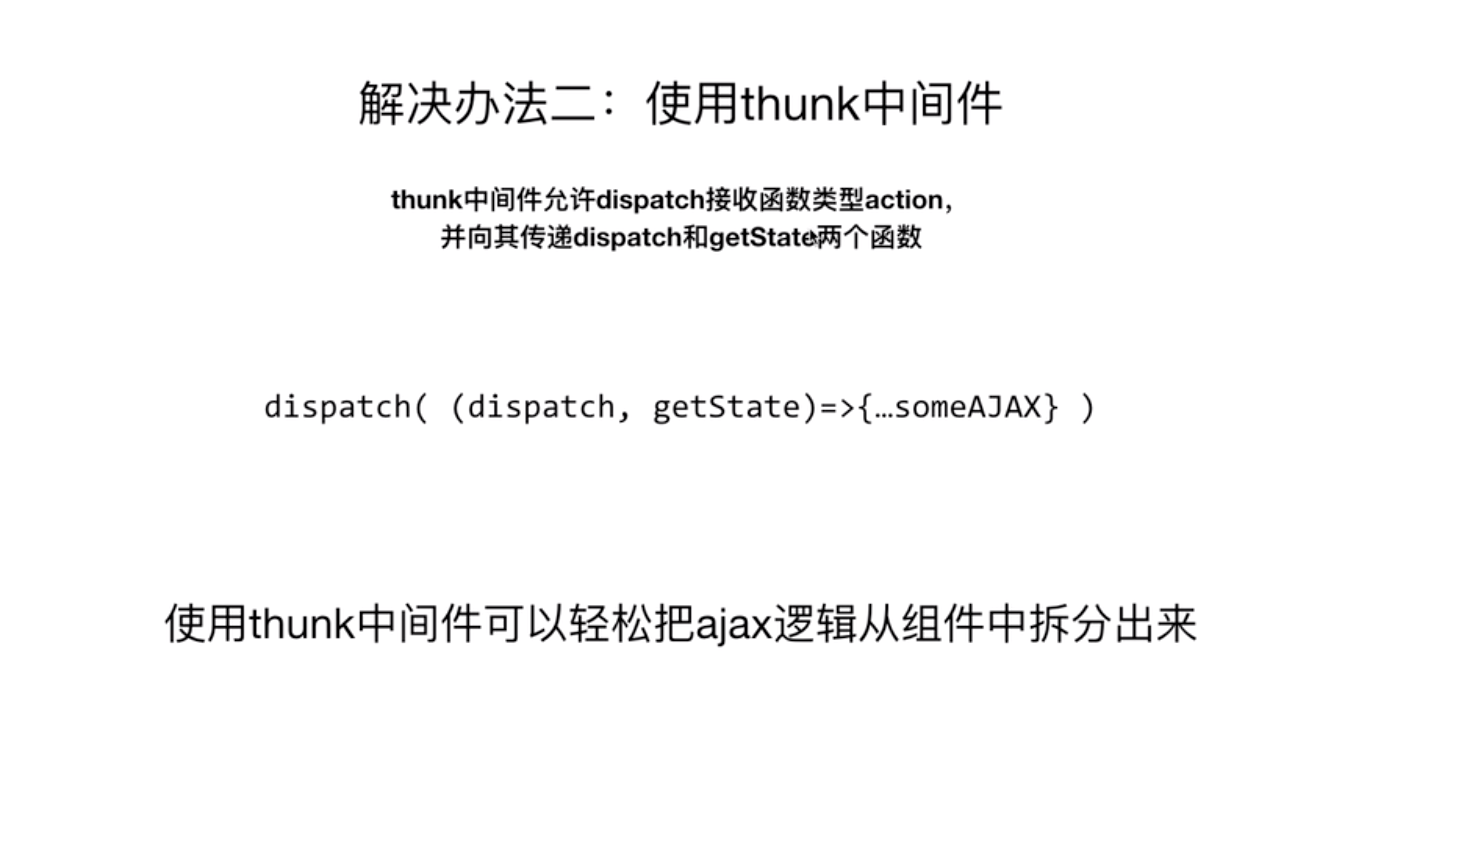 解决办法二：使用thunk中间件
thunk中间件允许dispatch接收函数类型action，
并向其传递dispatch和getState两个函数
dispatch( (dispatch, getState)=>{…someAJAX} )
使用thunk中间件可以轻松把ajax逻辑从组件中拆分出来